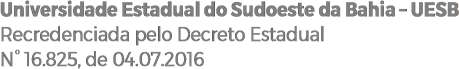 Universidade Estadual do Sudoeste da Bahia – UESB
Recredenciada pelo Decreto Estadual
N° 16.825, de 04.07.2016